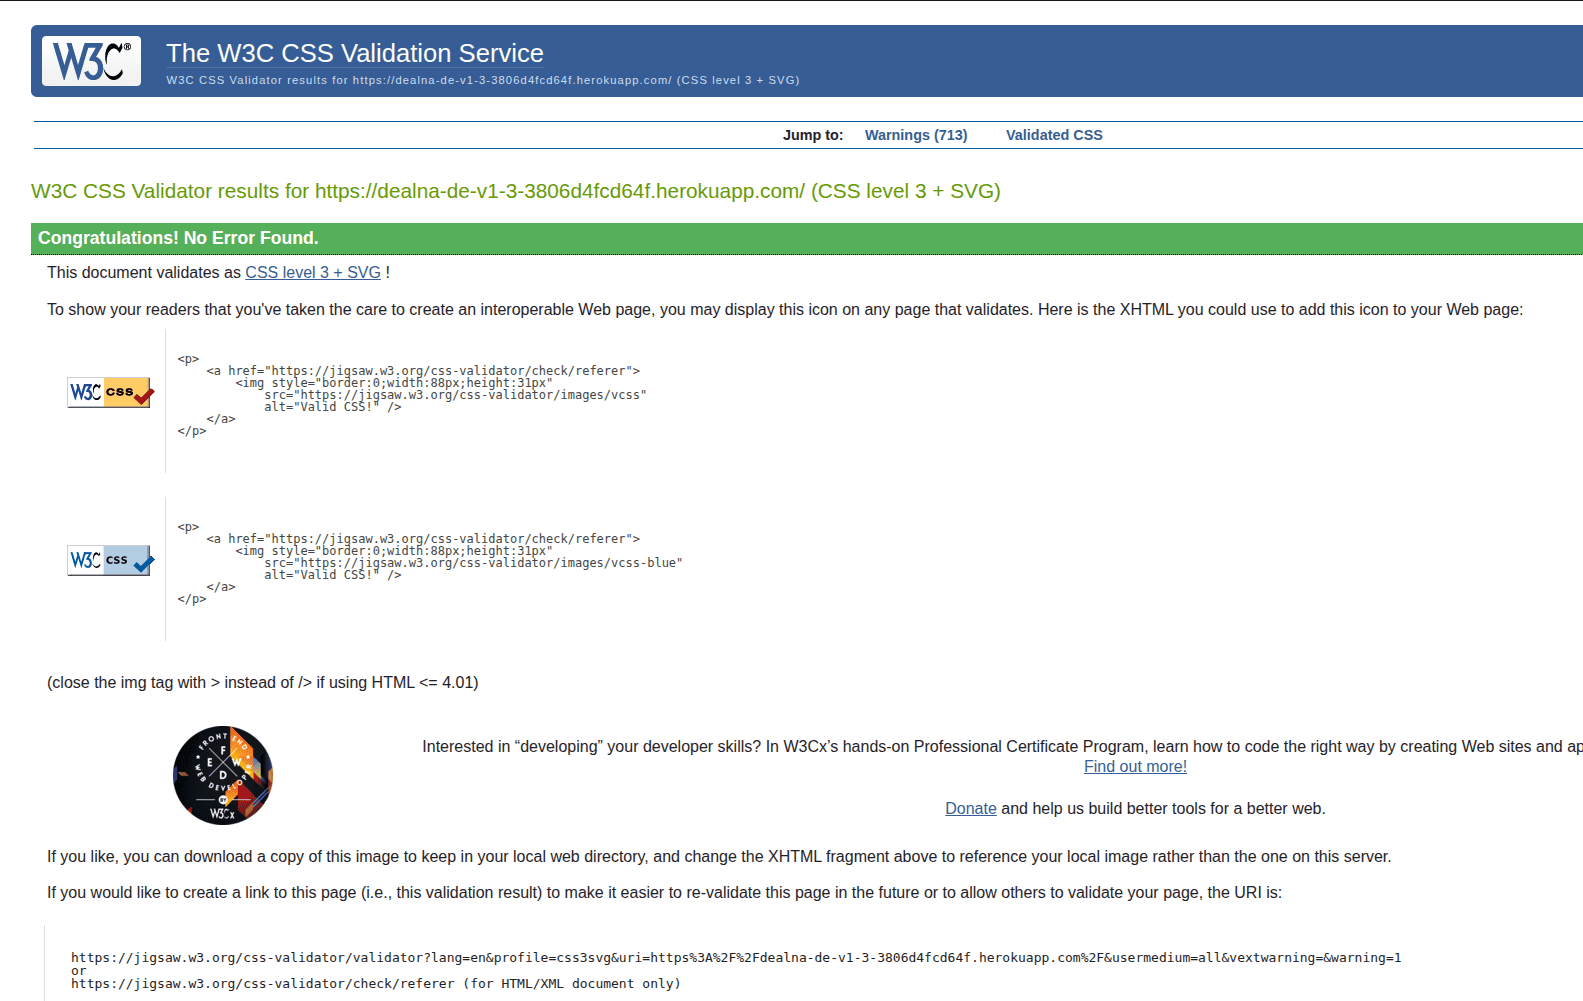 W3C®
The W3C CSS Validation Service
W3C CSS Validator results for https://dealna-de-v1-3-3806d4fcd64f.herokuapp.com/ (CSS level 3 + SVG)
Jump to: Warnings (713) Validated CSS
W3C CSS Validator results for https://dealna-de-v1-3-3806d4fcd64f.herokuapp.com/ (CSS level 3 + SVG)
Congratulations! No Error Found.
This document validates as CSS level 3 + SVG !
To show your readers that you've taken the care to create an interoperable Web page, you may display this icon on any page that validates. Here is the XHTML you could use to add this icon to your Web page:
W3C css
<p>
<a href="https://jigsaw.w3.org/css-validator/check/referer">
<img style="border:0;width:88px;height:31px"
src="https://jigsaw.w3.org/css-validator/images/vcss"
alt="Valid CSS!" />
</a>
</p>
W3C css
<p>
<a href="https://jigsaw.w3.org/css-validator/check/referer">
<img style="border:0;width:88px;height:31px"
src="https://jigsaw.w3.org/css-validator/images/vcss-blue"
alt="Valid CSS!" />
</a>
</p>
(close the img tag with > instead of /> if using HTML <= 4.01)
FRONT END
F
E W
D
WEB DEVELOPER
BY
W3Cx
Interested in “developing” your developer skills? In W3Cx’s hands-on Professional Certificate Program, learn how to code the right way by creating Web sites and ap
Find out more!
Donate and help us build better tools for a better web.
If you like, you can download a copy of this image to keep in your local web directory, and change the XHTML fragment above to reference your local image rather than the one on this server.
If you would like to create a link to this page (i.e., this validation result) to make it easier to re-validate this page in the future or to allow others to validate your page, the URI is:
https://jigsaw.w3.org/css-validator/validator?lang=en&profile=css3svg&uri=https%3A%2F%2Fdealna-de-v1-3-3806d4fcd64f.herokuapp.com%2F&usermedium=all&vextwarning=&warning=1
or
https://jigsaw.w3.org/css-validator/check/referer (for HTML/XML document only)